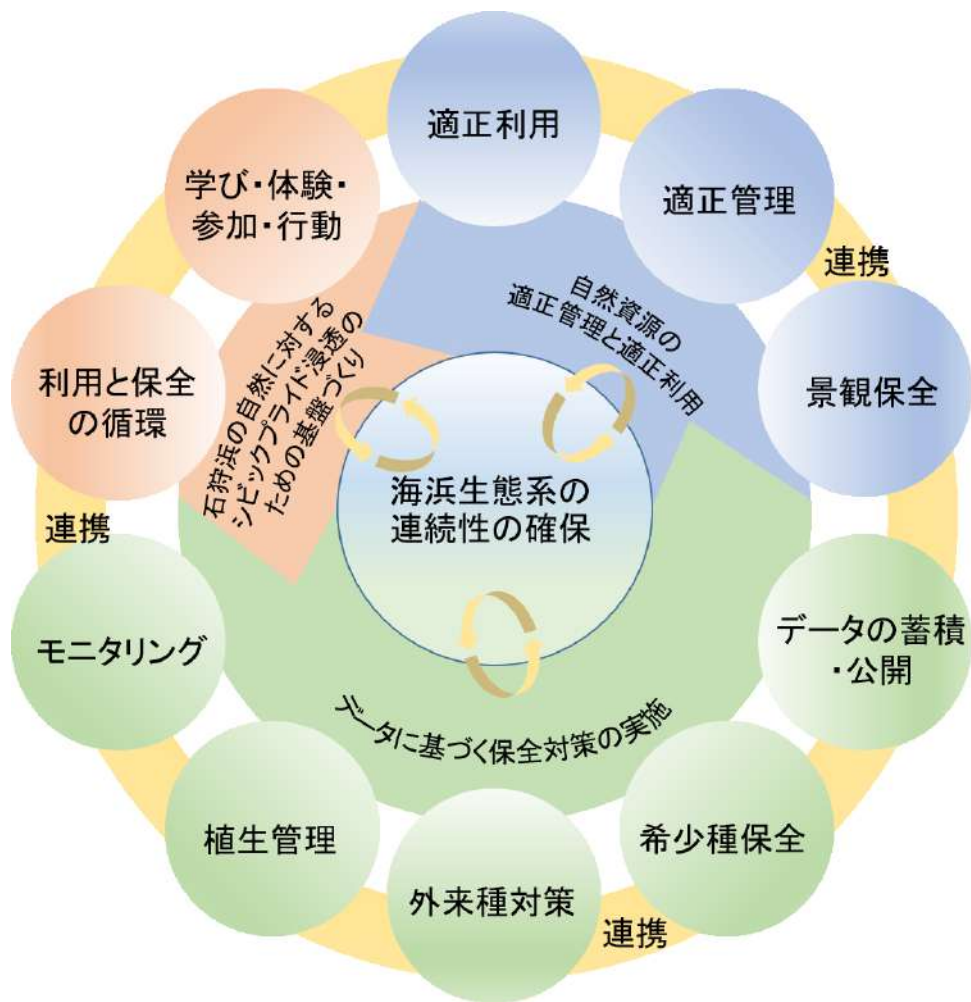 適正利用
適正管理
連携
景観保全
データの蓄積
・公開
希少種保全
連携
外来種対策
植生管理
モニタリング
連携
利用と保全
の循環
学び・体験・
参加・行動
自然資源の
適正管理と適正利用
データに基づく保全対策の実施
石狩浜の自然に対する
シビックプライド浸透の
ための基盤づくり
海浜生態系の
連続性の確保